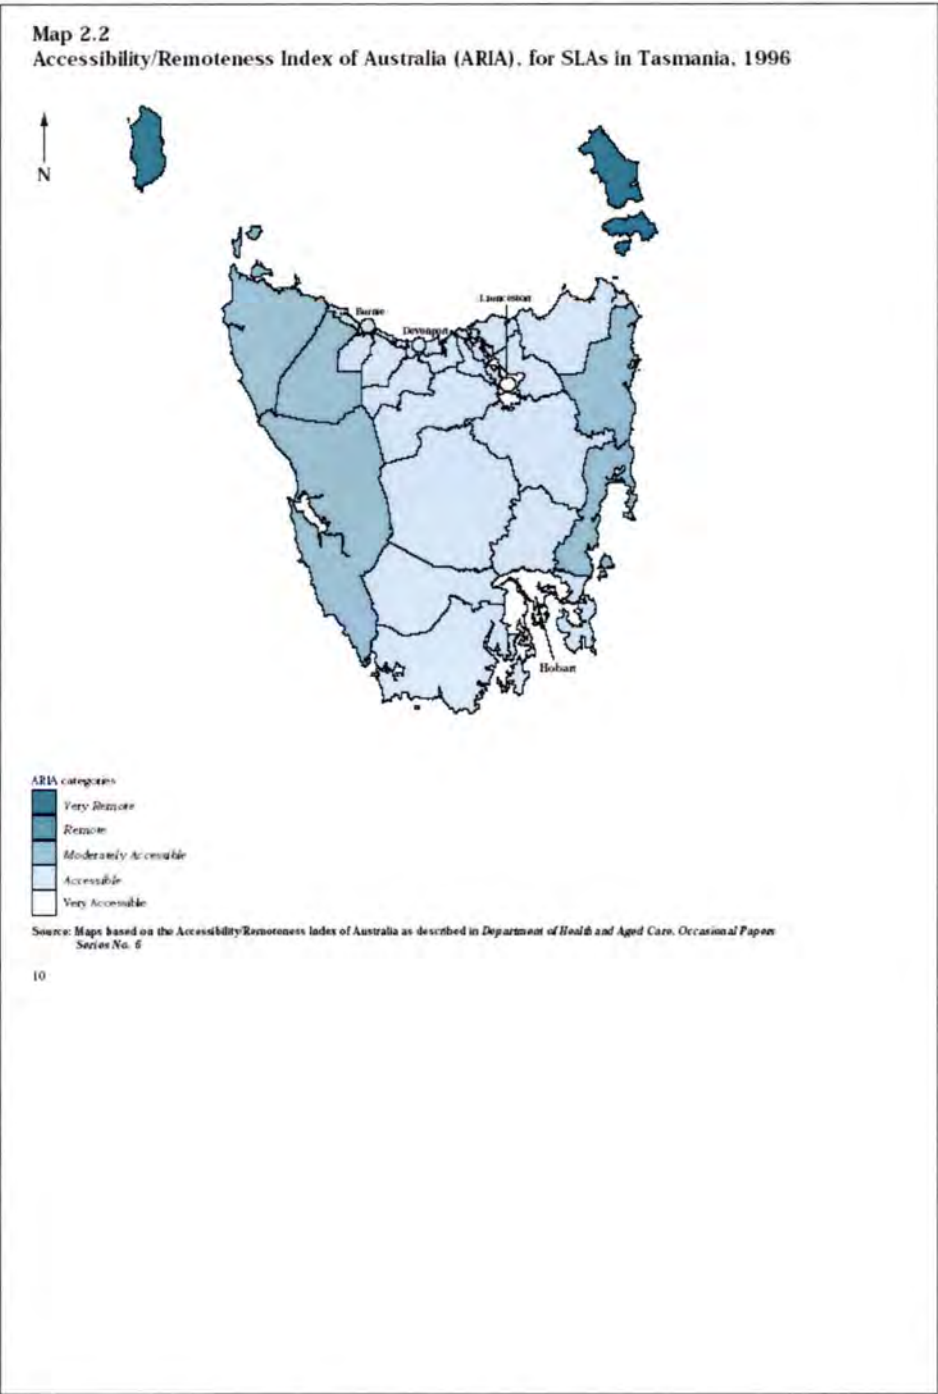 Map 2.2
Accessibility/Remoteness Index of Australia (ARIA), for SLAs in Tasmania, 1996
N
Launceston
Burnie
Devonport
Hobart
ARIA categories
Very Remote
Remote
Moderately Accessible
Accessible
Very Accessible
Source: Maps based on the Accessibility/Remoteness Index of Australia as described in Department of Health and Aged Care, Occasional Papers
Series No. 6
10